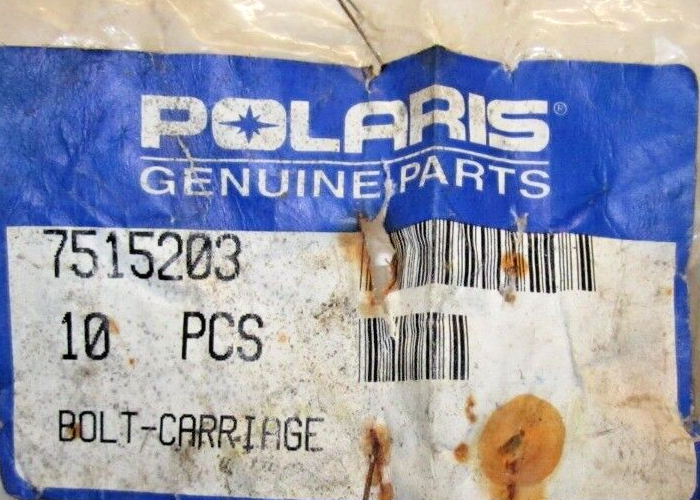 POLARIS®
GENUINE PARTS
7515203
10 PCS
BOLT-CARRIAGE